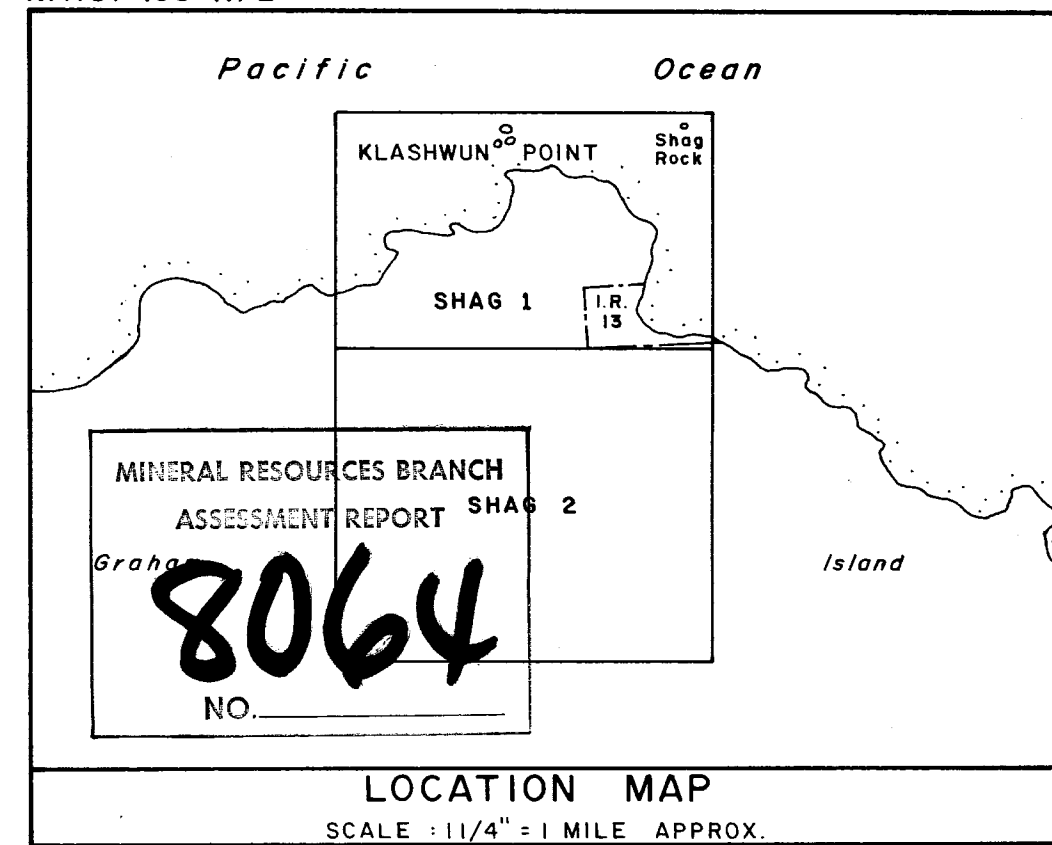 Pacific Ocean
KLASHWUN POINT
Shag
Rock
SHAG 1
I.R.
13
MINERAL RESOURCES BRANCH
ASSESSMENT REPORT
SHAG 2
Island
8064
NO.
LOCATION MAP
SCALE : 1 1/4" = 1 MILE APPROX.